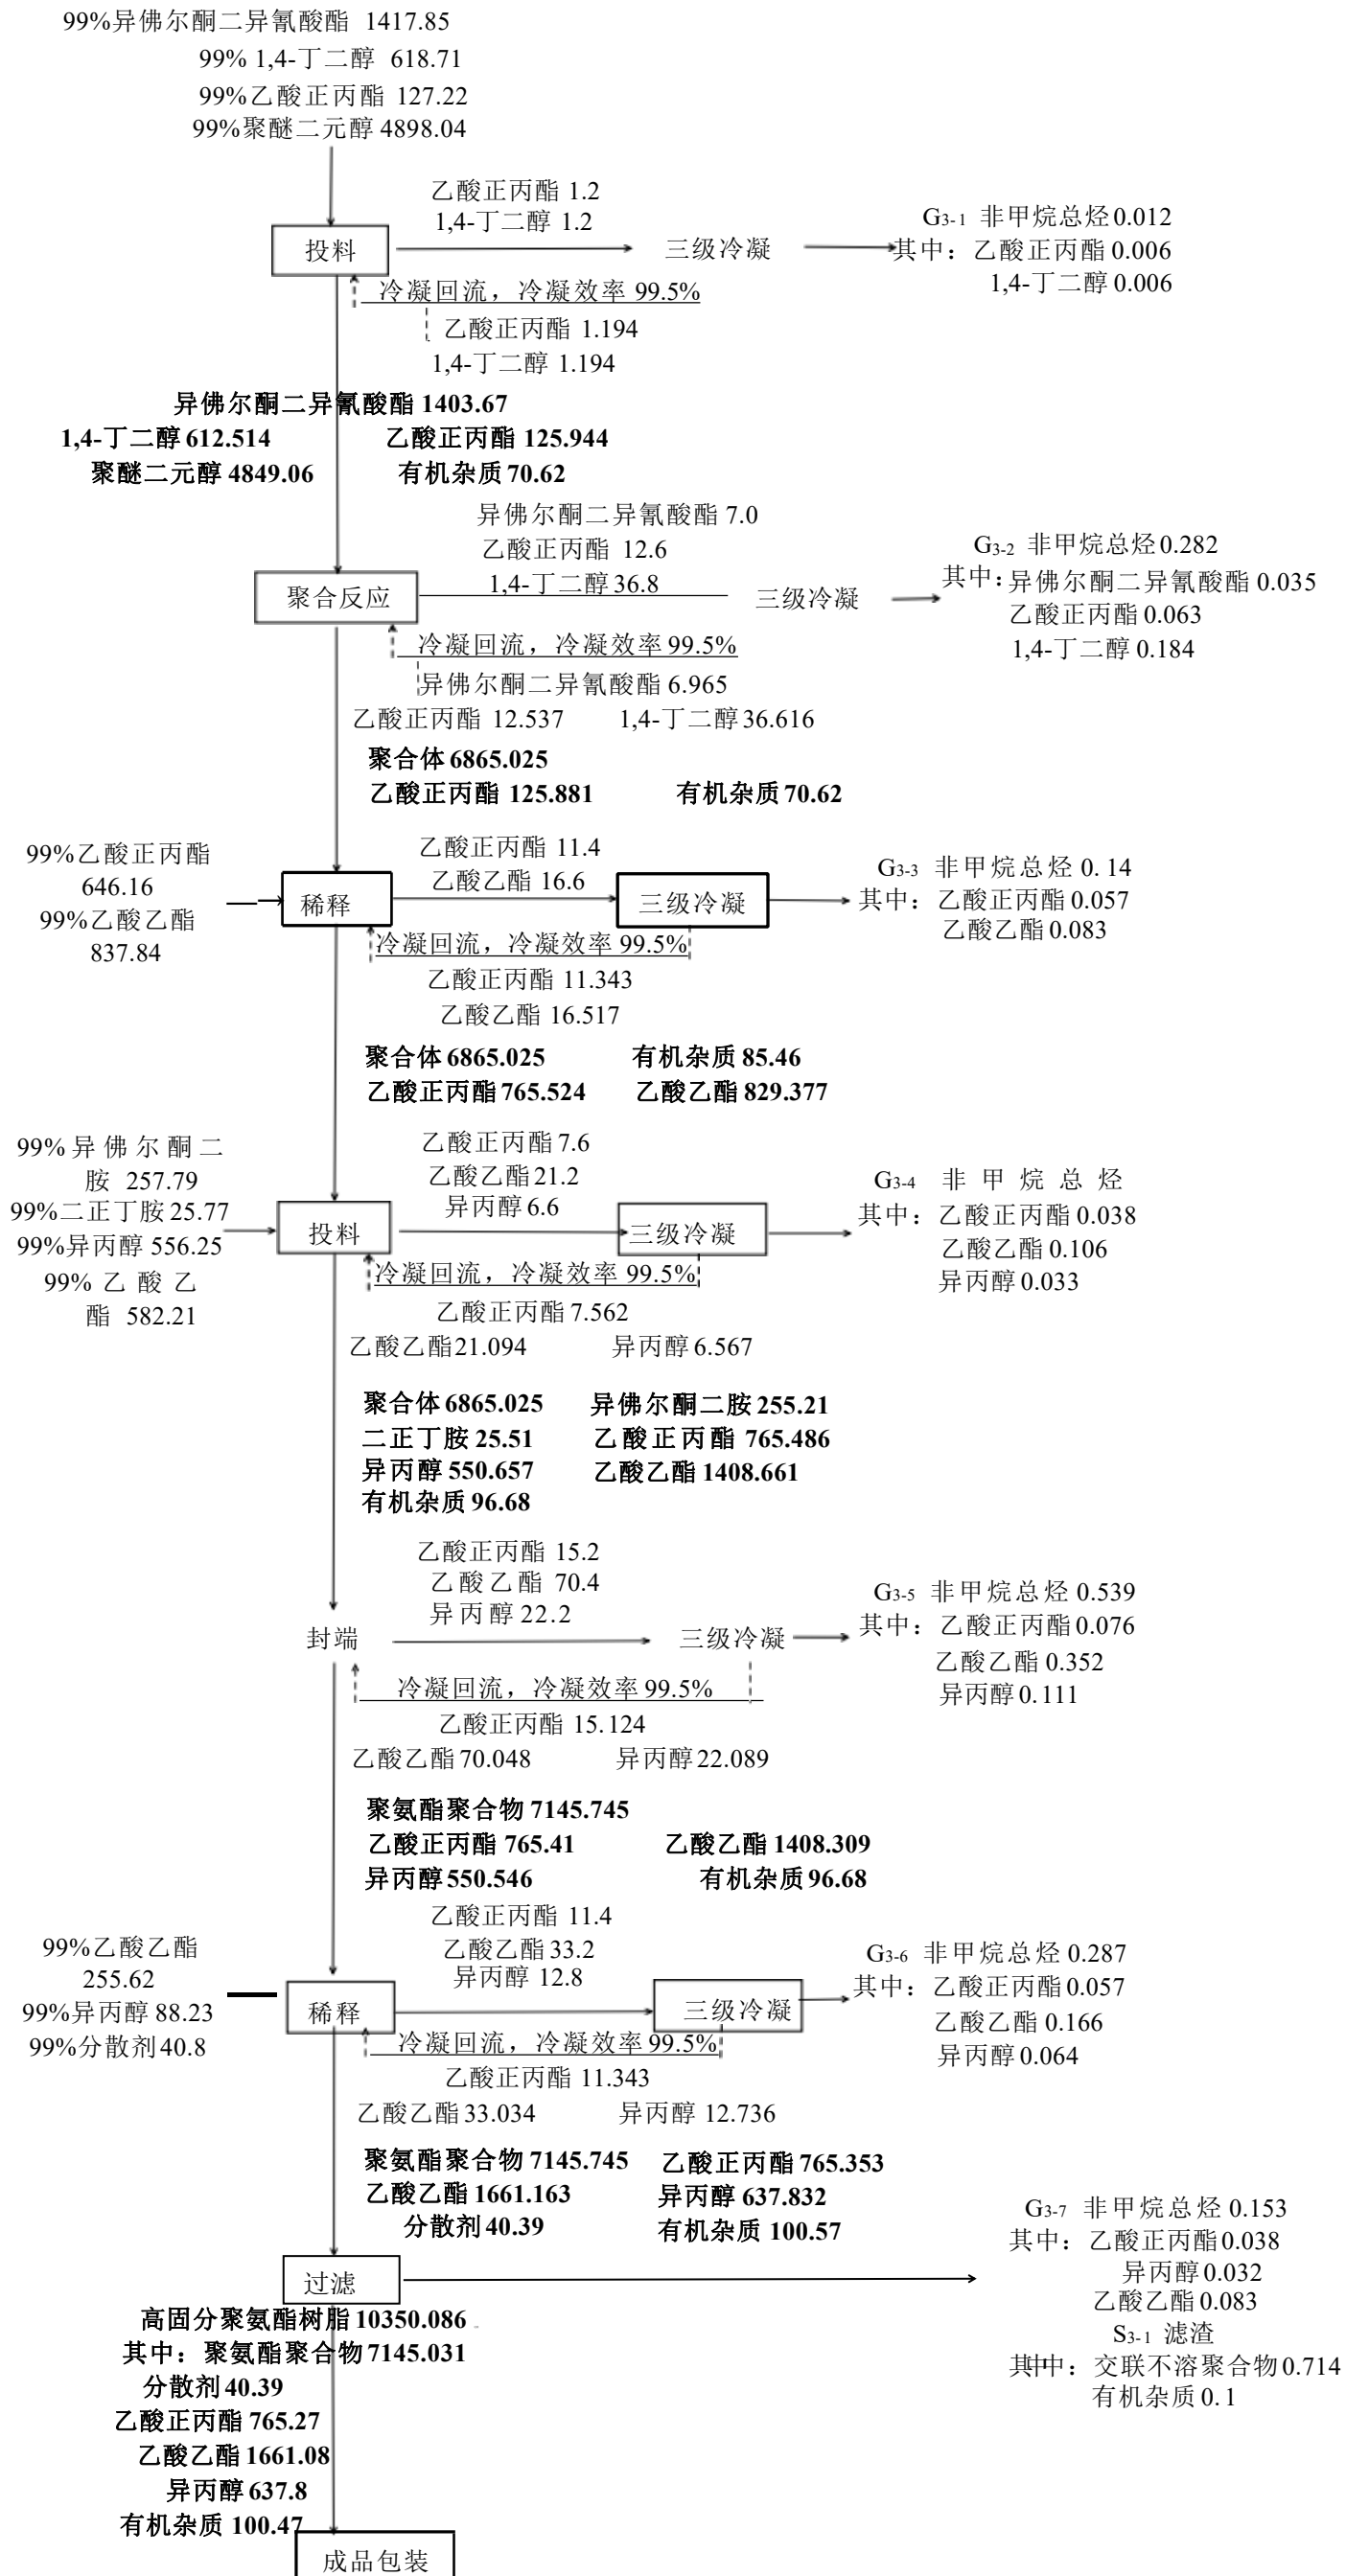 99%异佛尔酮二异氰酸酯 1417.85
99% 1,4-丁二醇 618.71
99%乙酸正丙酯 127.22
99%聚醚二元醇 4898.04
乙酸正丙酯 1.2
1,4-丁二醇 1.2
投料
三级冷凝
G3-1 非甲烷总烃0.012
其中：乙酸正丙酯0.006
1,4-丁二醇0.006
冷凝回流，冷凝效率 99.5%
乙酸正丙酯 1.194
1,4-丁二醇 1.194
异佛尔酮二异氰酸酯 1403.67
1,4-丁二醇 612.514 乙酸正丙酯 125.944
聚醚二元醇 4849.06 有机杂质 70.62
异佛尔酮二异氰酸酯 7.0
乙酸正丙酯 12.6
1,4-丁二醇 36.8
聚合反应
三级冷凝
G3-2 非甲烷总烃0.282
其中：异佛尔酮二异氰酸酯 0.035
乙酸正丙酯 0.063
1,4-丁二醇 0.184
冷凝回流，冷凝效率 99.5%
异佛尔酮二异氰酸酯 6.965
乙酸正丙酯 12.537 1,4-丁二醇 36.616
聚合体 6865.025
乙酸正丙酯 125.881 有机杂质 70.62
99%乙酸正丙酯
646.16
99%乙酸乙酯
837.84
乙酸正丙酯 11.4
乙酸乙酯 16.6
稀释
三级冷凝
G3-3 非甲烷总烃 0. 14
其中：乙酸正丙酯 0.057
乙酸乙酯 0.083
冷凝回流，冷凝效率 99.5%
乙酸正丙酯 11.343
乙酸乙酯 16.517
聚合体 6865.025 有机杂质 85.46
乙酸正丙酯 765.524 乙酸乙酯 829.377
99%异佛尔酮二
胺 257.79
99%二正丁胺 25.77
99%异丙醇 556.25
99% 乙酸乙
酯 582.21
乙酸正丙酯 7.6
乙酸乙酯 21.2
异丙醇 6.6
投料
三级冷凝
G3-4 非甲烷总烃
其中：乙酸正丙酯 0.038
乙酸乙酯 0.106
异丙醇 0.033
冷凝回流，冷凝效率 99.5%
乙酸正丙酯 7.562
乙酸乙酯 21.094 异丙醇 6.567
聚合体 6865.025 异佛尔酮二胺 255.21
二正丁胺 25.51 乙酸正丙酯 765.486
异丙醇 550.657 乙酸乙酯 1408.661
有机杂质 96.68
乙酸正丙酯 15.2
乙酸乙酯 70.4
异丙醇 22.2
封端
三级冷凝
G3-5 非甲烷总烃 0.539
其中：乙酸正丙酯 0.076
乙酸乙酯 0.352
异丙醇 0.111
冷凝回流，冷凝效率 99.5%
乙酸正丙酯 15.124
乙酸乙酯 70.048 异丙醇 22.089
聚氨酯聚合物 7145.745
乙酸正丙酯 765.41 乙酸乙酯 1408.309
异丙醇 550.546 有机杂质 96.68
99%乙酸乙酯
255.62
99%异丙醇 88.23
99%分散剂 40.8
乙酸正丙酯 11.4
乙酸乙酯 33.2
异丙醇 12.8
稀释
三级冷凝
G3-6 非甲烷总烃 0.287
其中：乙酸正丙酯 0.057
乙酸乙酯 0.166
异丙醇 0.064
冷凝回流，冷凝效率 99.5%
乙酸正丙酯 11.343
乙酸乙酯 33.034 异丙醇 12.736
聚氨酯聚合物 7145.745 乙酸正丙酯 765.353
乙酸乙酯 1661.163 异丙醇 637.832
分散剂 40.39 有机杂质 100.57
过滤
G3-7 非甲烷总烃 0.153
其中：乙酸正丙酯 0.038
异丙醇 0.032
乙酸乙酯 0.083
S3-1 滤渣
其中：交联不溶聚合物 0.714
有机杂质 0.1
高固分聚氨酯树脂 10350.086
其中：聚氨酯聚合物 7145.031
分散剂 40.39
乙酸正丙酯 765.27
乙酸乙酯 1661.08
异丙醇 637.8
有机杂质 100.47
成品包装